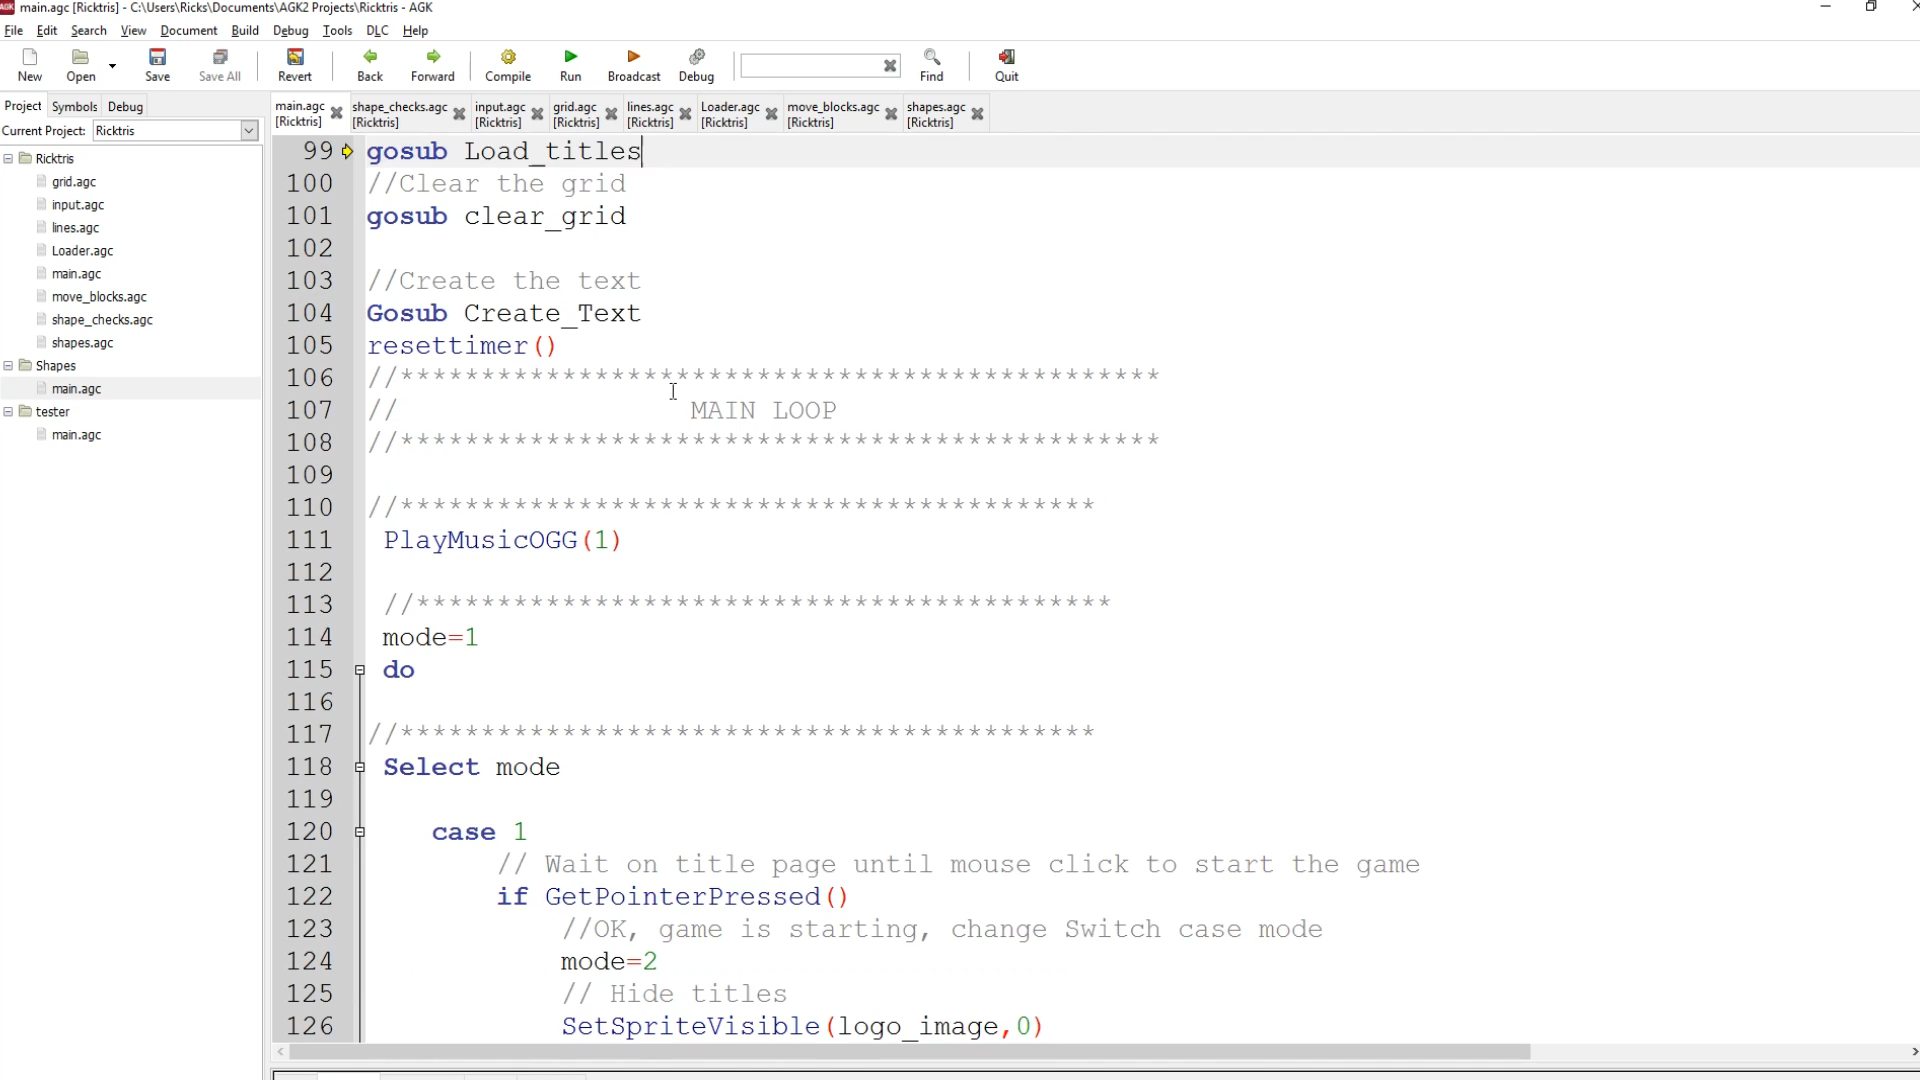 main.agc [Ricktris] - C:\Users\Ricks\Documents\AGK2 Projects\Ricktris - AGK
File Edit Search View Document Build Debug Tools DLC Help
New Open Save Save All Revert Back Forward Compile Run Broadcast Debug Find Quit
Project Symbols Debug
main.agc [Ricktris]
shape_checks.agc [Ricktris]
input.agc [Ricktris]
grid.agc [Ricktris]
lines.agc [Ricktris]
Loader.agc [Ricktris]
move_blocks.agc [Ricktris]
shapes.agc [Ricktris]
Current Project: Ricktris
Ricktris
grid.agc
input.agc
lines.agc
Loader.agc
main.agc
move_blocks.agc
shape_checks.agc
shapes.agc
Shapes
main.agc
tester
main.agc
99 gosub Load_titles
100 //Clear the grid
101 gosub clear_grid
102
103 //Create the text
104 Gosub Create_Text
105 resettimer()
106 //***********************************************
107 // MAIN LOOP
108 //***********************************************
109
110 //*******************************************
111 PlayMusicOGG(1)
112
113 //*******************************************
114 mode=1
115 do
116
117 //*******************************************
118 Select mode
119
120 case 1
121 // Wait on title page until mouse click to start the game
122 if GetPointerPressed()
123 //OK, game is starting, change Switch case mode
124 mode=2
125 // Hide titles
126 SetSpriteVisible(logo_image,0)